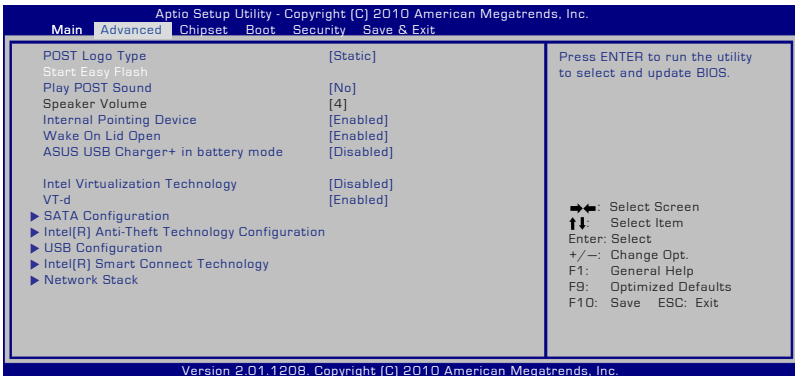 Aptio Setup Utility - Copyright (C) 2010 American Megatrends, Inc.
Main Advanced Chipset Boot Security Save & Exit
POST Logo Type [Static]
Start Easy Flash
Play POST Sound [No]
Speaker Volume [4]
Internal Pointing Device [Enabled]
Wake On Lid Open [Enabled]
ASUS USB Charger+ in battery mode [Disabled]
Intel Virtualization Technology [Disabled]
VT-d [Enabled]
SATA Configuration
Intel(R) Anti-Theft Technology Configuration
USB Configuration
Intel(R) Smart Connect Technology
Network Stack
Press ENTER to run the utility
to select and update BIOS.
→←: Select Screen
↑↓: Select Item
Enter: Select
+/—: Change Opt.
F1: General Help
F9: Optimized Defaults
F10: Save ESC: Exit
Version 2.01.1208. Copyright (C) 2010 American Megatrends, Inc.